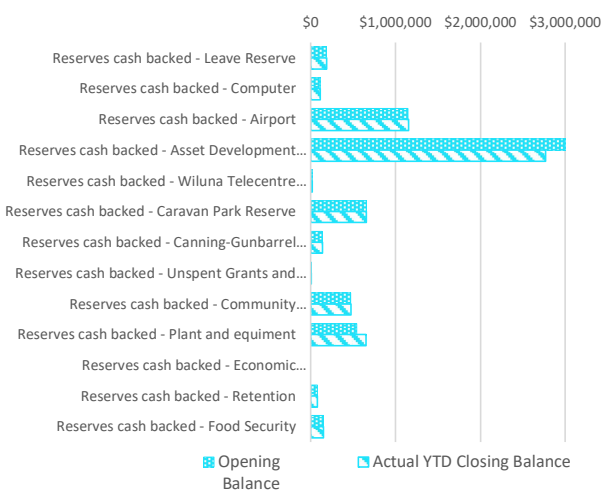 $0 $1,000,000 $2,000,000 $3,000,000
Reserves cash backed - Leave Reserve
Reserves cash backed - Computer
Reserves cash backed - Airport
Reserves cash backed - Asset Development...
Reserves cash backed - Wiluna Telecentre...
Reserves cash backed - Caravan Park Reserve
Reserves cash backed - Canning-Gunbarrel...
Reserves cash backed - Unspent Grants and...
Reserves cash backed - Community...
Reserves cash backed - Plant and equiment
Reserves cash backed - Economic...
Reserves cash backed - Retention
Reserves cash backed - Food Security
Opening Actual YTD Closing Balance
Balance